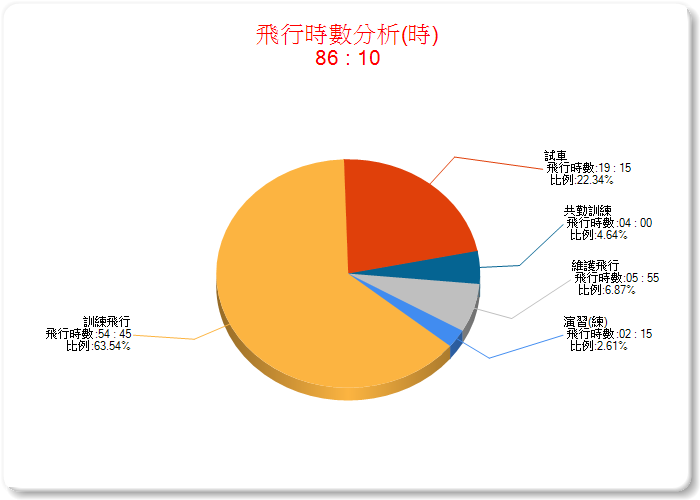 飛行時數分析(時)
86 : 10
試車
飛行時數:19 : 15
比例:22.34%
共勤訓練
飛行時數:04 : 00
比例:4.64%
維護飛行
飛行時數:05 : 55
比例:6.87%
演習(練)
飛行時數:02 : 15
比例:2.61%
訓練飛行
飛行時數:54 : 45
比例:63.54%